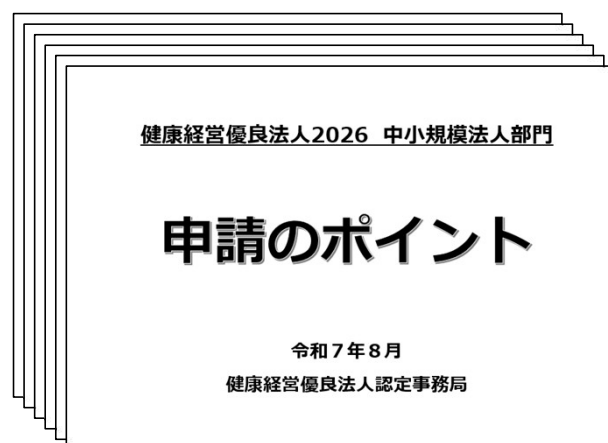 健康経営優良法人2026 中小規模法人部門
申請のポイント
令和７年８月
健康経営優良法人認定事務局